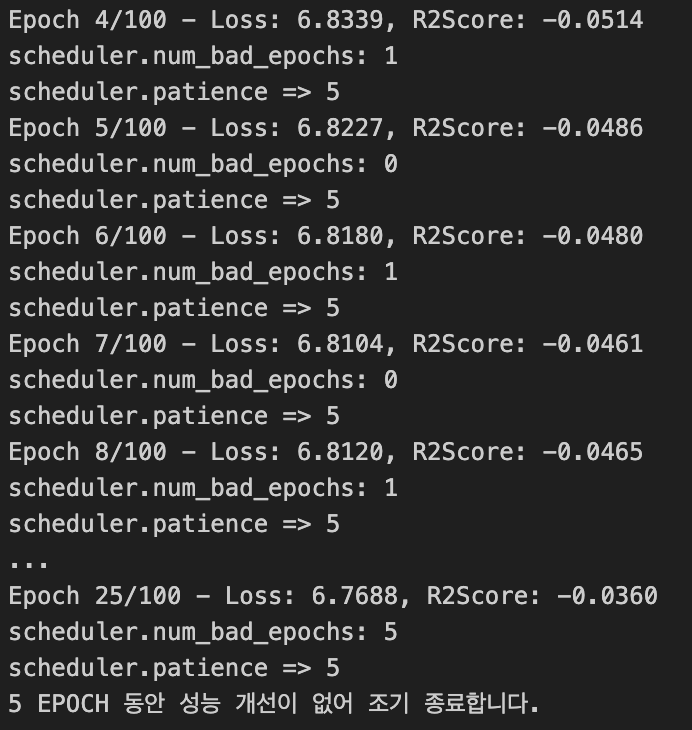 Epoch 4/100 - Loss: 6.8339, R2Score: -0.0514
scheduler.num_bad_epochs: 1
scheduler.patience => 5
Epoch 5/100 - Loss: 6.8227, R2Score: -0.0486
scheduler.num_bad_epochs: 0
scheduler.patience => 5
Epoch 6/100 - Loss: 6.8180, R2Score: -0.0480
scheduler.num_bad_epochs: 1
scheduler.patience => 5
Epoch 7/100 - Loss: 6.8104, R2Score: -0.0461
scheduler.num_bad_epochs: 0
scheduler.patience => 5
Epoch 8/100 - Loss: 6.8120, R2Score: -0.0465
scheduler.num_bad_epochs: 1
scheduler.patience => 5
...
Epoch 25/100 - Loss: 6.7688, R2Score: -0.0360
scheduler.num_bad_epochs: 5
scheduler.patience => 5
5 EPOCH 동안 성능 개선이 없어 조기 종료합니다.